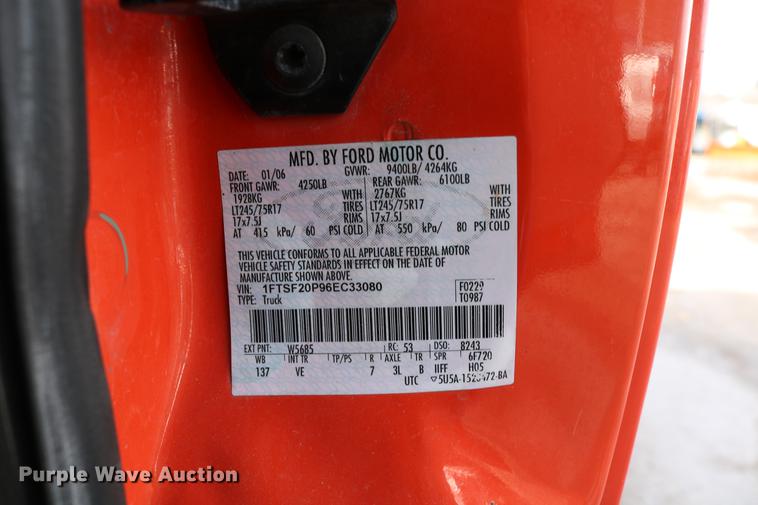 MFD. BY FORD MOTOR CO.
DATE: 01/06 GVWR: 9400LB/ 4264KG
FRONT GAWR: 4250LB REAR GAWR: 6100LB
1928KG WITH 2767KG WITH
LT245/75R17 TIRES LT245/75R17 TIRES
17x7.5J RIMS 17x7.5J RIMS
AT 415 kPa/ 60 PSI COLD AT 550 kPa/ 80 PSI COLD
THIS VEHICLE CONFORMS TO ALL APPLICABLE FEDERAL MOTOR
VEHICLE SAFETY STANDARDS IN EFFECT ON THE DATE OF
MANUFACTURE SHOWN ABOVE.
VIN: 1FTSF20P96EC33080 F0220
TYPE: Truck T0987
EXT PNT: W5685 RC: 53 DSO: 8243
WB INT TR TP/PS R AXLE TR SPR 6F720
137 VE 7 3L B IIFF H05
UTC
Purple Wave Auction